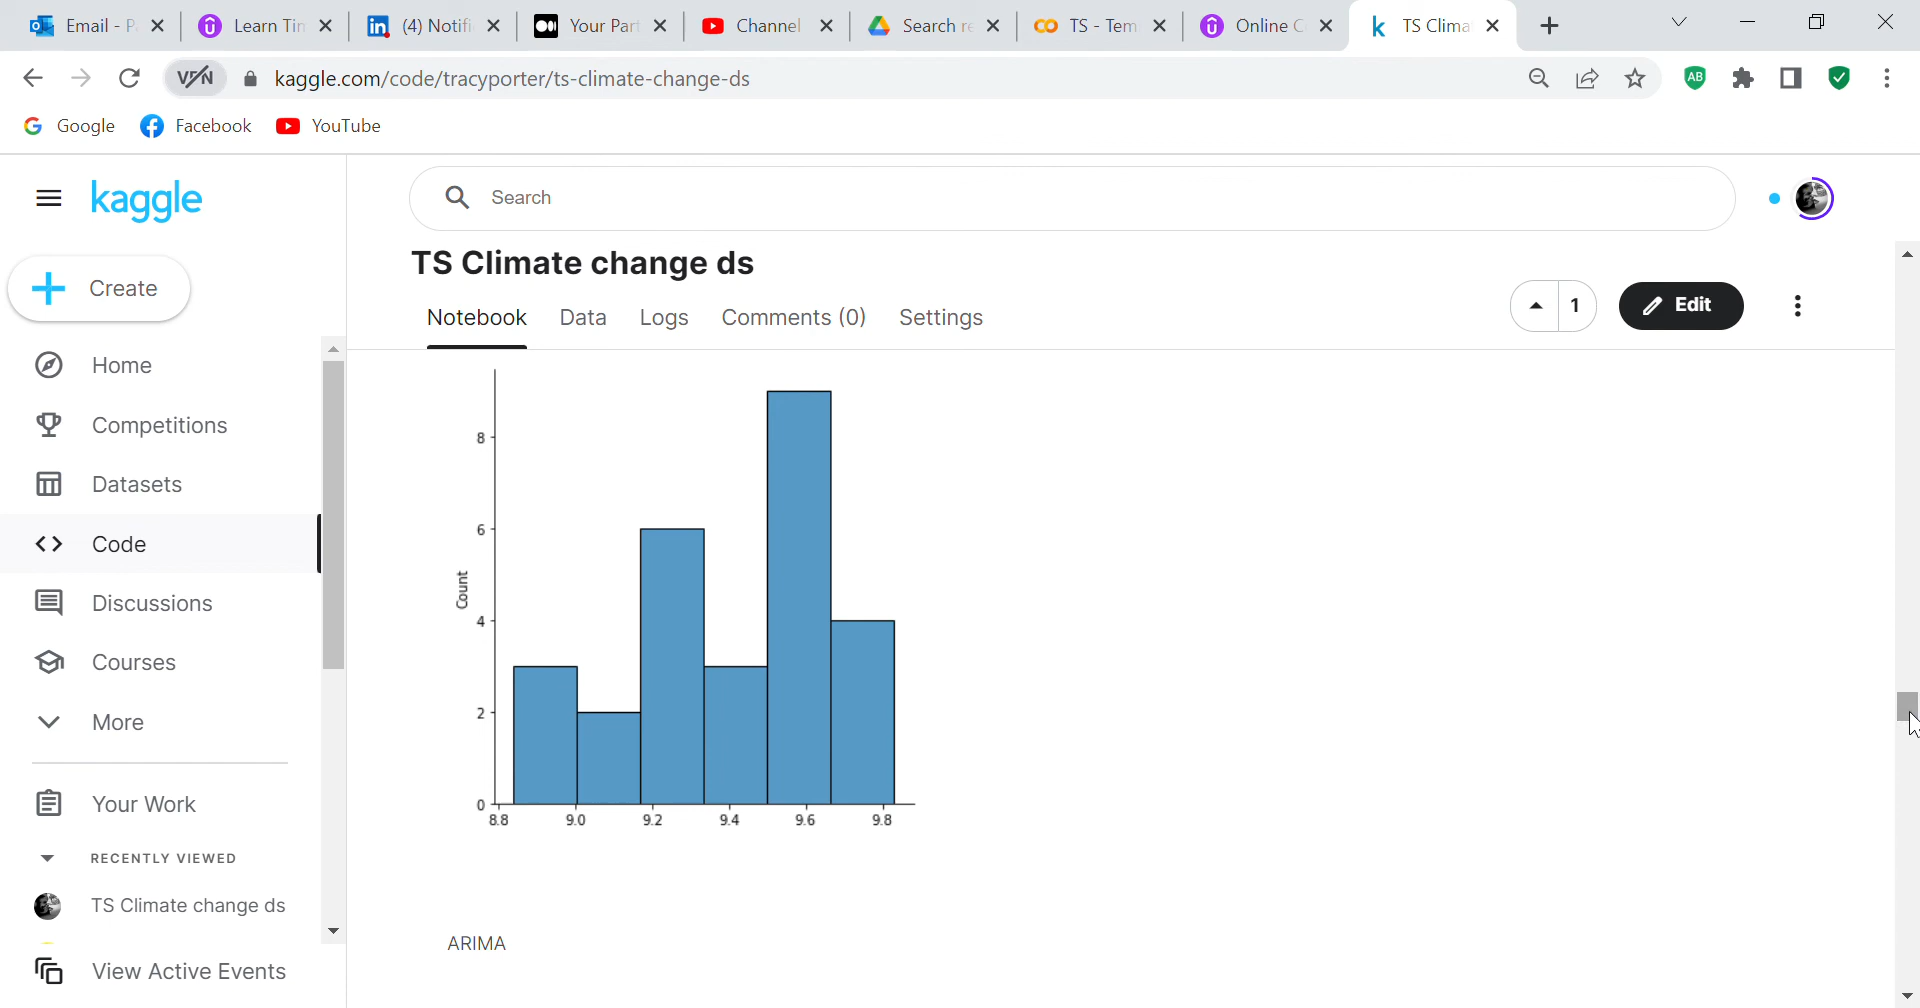 Email - P
Learn Tin
(4) Notifi
Your Part
Channel
Search re
TS - Tem
Online C
TS Clima
VPN
kaggle.com/code/tracyporter/ts-climate-change-ds
AB
Google
Facebook
YouTube
kaggle
Search
Create
TS Climate change ds
Notebook
Data
Logs
Comments (0)
Settings
1
Edit
Home
Competitions
Datasets
Code
Discussions
Courses
More
Your Work
RECENTLY VIEWED
TS Climate change ds
View Active Events
8
6
Count
4
2
0
8.8 9.0 9.2 9.4 9.6 9.8
ARIMA